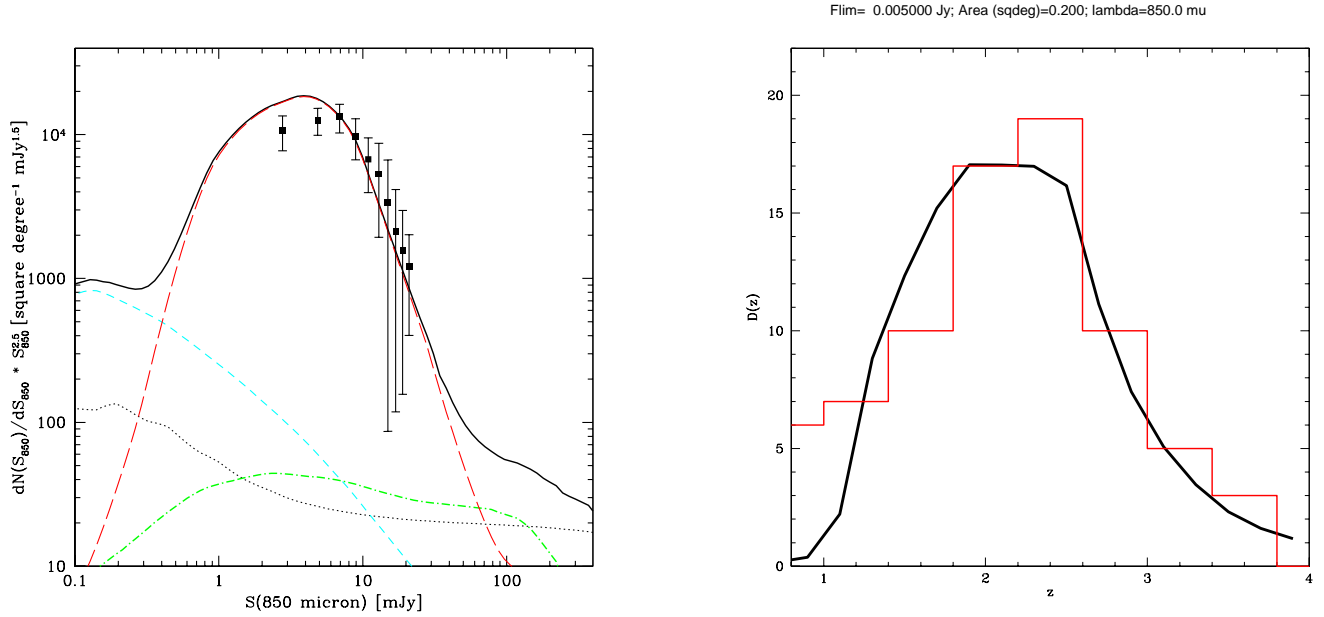 Flim= 0.005000 Jy; Area (sqdeg)=0.200; lambda=850.0 mu
dN(S₈₅₀)/dS₈₅₀ * S₈₅₀^2.5 [square degree⁻¹ mJy^1.5]
10⁴
1000
100
10
0.1 1 10 100
S(850 micron) [mJy]
D(z)
20
15
10
5
0
1 2 3 4
z